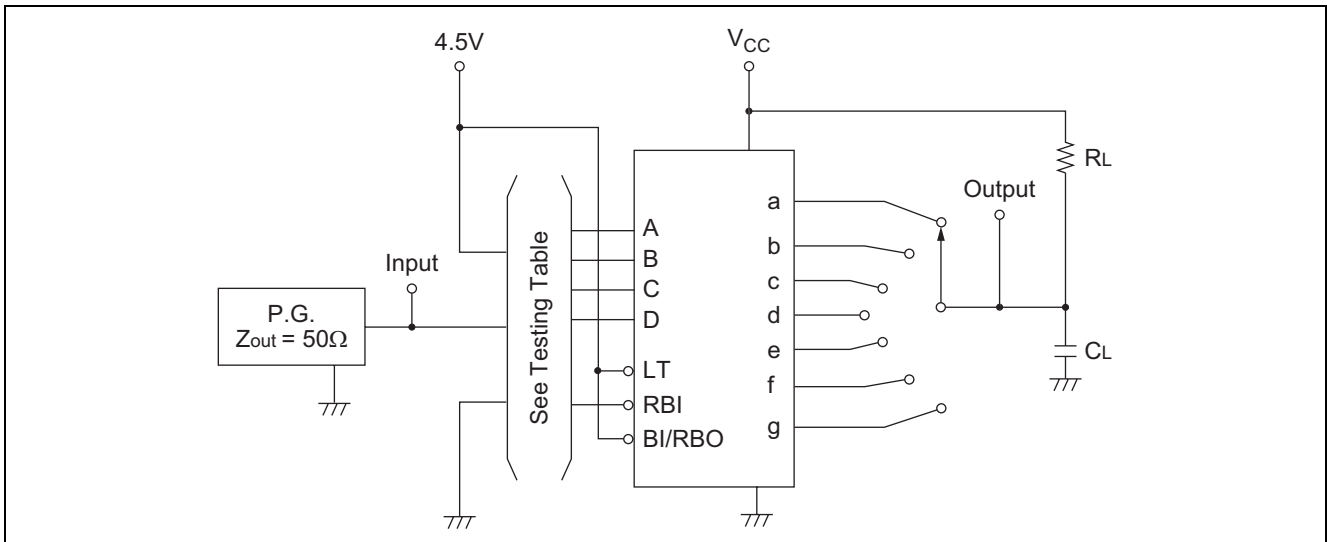 4.5V
VCC
RL
Output
a
b
c
d
e
f
g
CL
A
B
C
D
LT
RBI
BI/RBO
See Testing Table
Input
P.G.
Zout = 50Ω